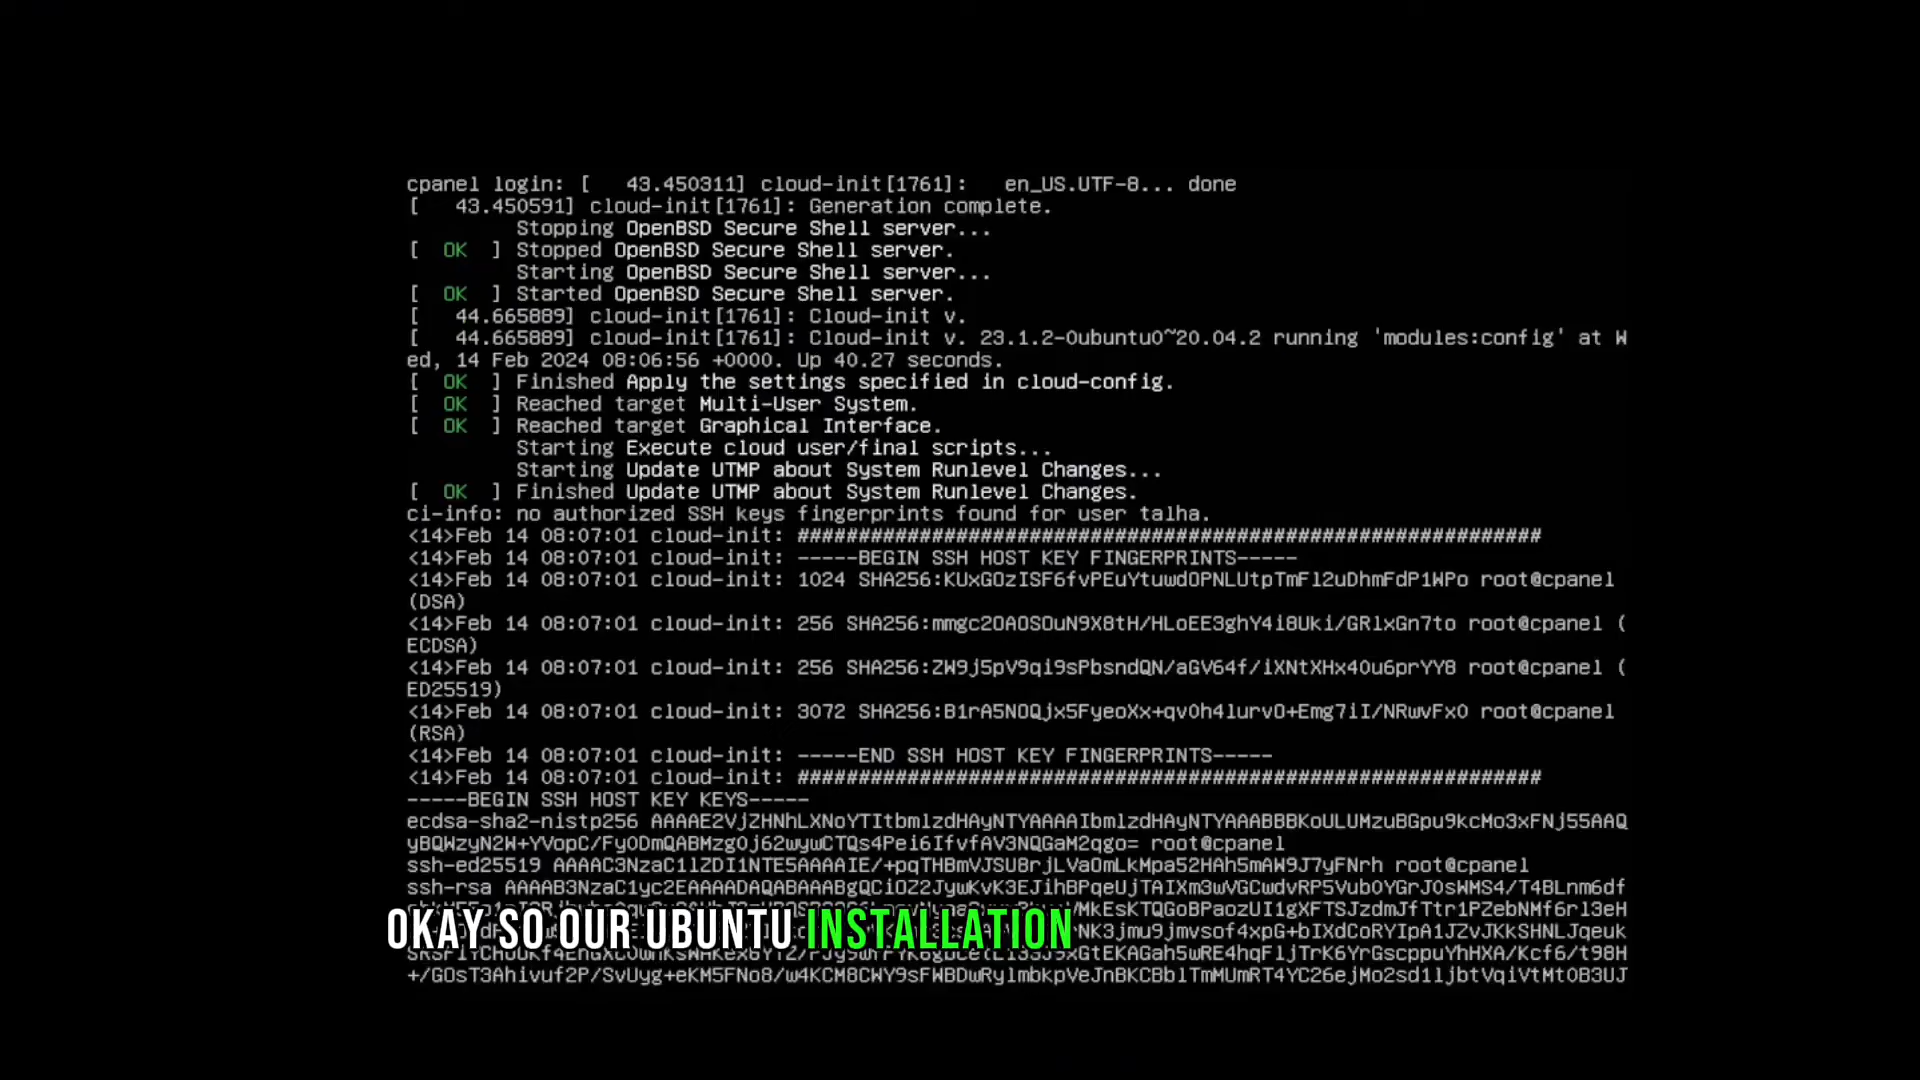 cpanel login: [   43.450311] cloud-init[1761]:   en_US.UTF-8... done
[   43.450591] cloud-init[1761]: Generation complete.
Stopping OpenBSD Secure Shell server...
[  OK  ] Stopped OpenBSD Secure Shell server.
Starting OpenBSD Secure Shell server...
[  OK  ] Started OpenBSD Secure Shell server.
[   44.665889] cloud-init[1761]: Cloud-init v.
[   44.665889] cloud-init[1761]: Cloud-init v. 23.1.2-0ubuntu0~20.04.2 running 'modules:config' at W
ed, 14 Feb 2024 08:06:56 +0000. Up 40.27 seconds.
[  OK  ] Finished Apply the settings specified in cloud-config.
[  OK  ] Reached target Multi-User System.
[  OK  ] Reached target Graphical Interface.
Starting Execute cloud user/final scripts...
Starting Update UTMP about System Runlevel Changes...
[  OK  ] Finished Update UTMP about System Runlevel Changes.
ci-info: no authorized SSH keys fingerprints found for user talha.
<14>Feb 14 08:07:01 cloud-init: #############################################################
<14>Feb 14 08:07:01 cloud-init: -----BEGIN SSH HOST KEY FINGERPRINTS-----
<14>Feb 14 08:07:01 cloud-init: 1024 SHA256:KUxGOzISF6fvPEuYtuwdOPNLUtpTmFl2uDhmFdP1WPo root@cpanel
(DSA)
<14>Feb 14 08:07:01 cloud-init: 256 SHA256:mmgc2OAOSOuN9X8tH/HLoEE3ghY4i8Uki/GRlxGn7to root@cpanel (
ECDSA)
<14>Feb 14 08:07:01 cloud-init: 256 SHA256:ZW9j5pV9qi9sPbsndQN/aGV64f/iXNtXHx40u6prYY8 root@cpanel (
ED25519)
<14>Feb 14 08:07:01 cloud-init: 3072 SHA256:B1rA5NOQjx5FyeoXx+qv0h4lurvO+Emg7iI/NRwvFx0 root@cpanel
(RSA)
<14>Feb 14 08:07:01 cloud-init: -----END SSH HOST KEY FINGERPRINTS-----
<14>Feb 14 08:07:01 cloud-init: #############################################################
-----BEGIN SSH HOST KEY KEYS-----
ecdsa-sha2-nistp256 AAAAE2VjZHNhLXNoYTItbmlzdHAyNTYAAAAIbmlzdHAyNTYAAABBBKoULUMzuBGpu9kcMo3xFNj55AAQ
yBQWzyN2W+YVopC/FyODmQABMzg0j62wywCTQs4Pei6IfvfAV3NQGaM2qgo= root@cpanel
ssh-ed25519 AAAAC3NzaC1lZDI1NTE5AAAAIE/+pqTHBmVJSU8rjLVaOmLkMpa52HAh5mAW9J7yFNrh root@cpanel
ssh-rsa AAAAB3NzaC1yc2EAAAADAQABAAABgQCiOZ2JywKvK3EJihBPqeUjTAIXm3wVGCwdvRP5Vub0YGrJ0sWMS4/T4BLnm6df
OKAY SO OUR UBUNTU INSTALLATION
+/GOsT3Ahivuf2P/SvUyg+eKM5FNo8/w4KCM8CWY9sFWBDwRylmbkpVeJnBKCBblTmMUmRT4YC26ejMo2sd1ljbtVqiVtMt0B3UJ